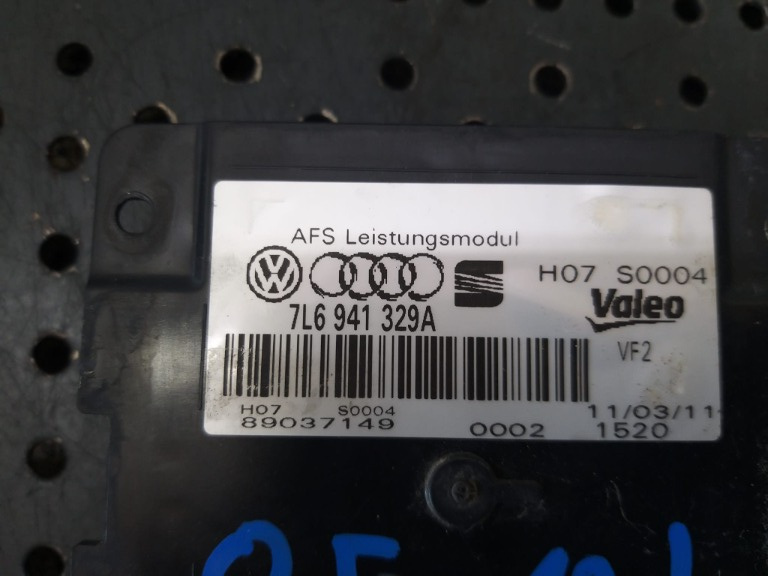 AFS Leistungsmodul
H07 S0004
Valeo
7L6 941 329A
VF2
H07 S0004
11/03/11
89037149 0002 1520